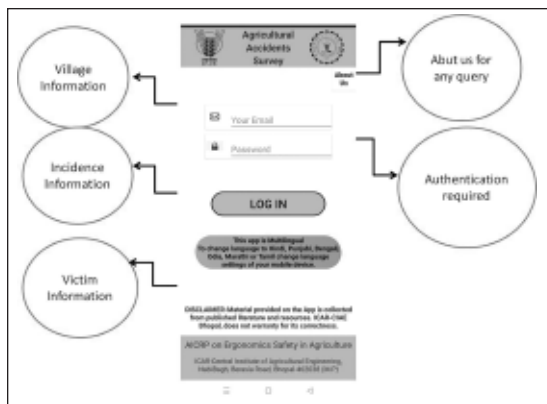 Village
Information
Incidence
Information
Victim
Information
Agricultural
Accidents
Survey
About
Us
Your Email
Password
LOG IN
This app is Multilingual
To change language to Hindi, Punjabi, Bengali,
Odia, Marathi or Tamil change language
settings of your mobile device.
DISCLAIMER:Material provided on the App is collected
from published literature and resources. ICAR-CIAE
Bhopal, does not warranty for its correctness.
AICRP on Ergonomics Safety in Agriculture
ICAR-Central Institute of Agricultural Engineering,
Nabibagh, Berasia Road, Bhopal
Abut us for
any query
Authentication
required